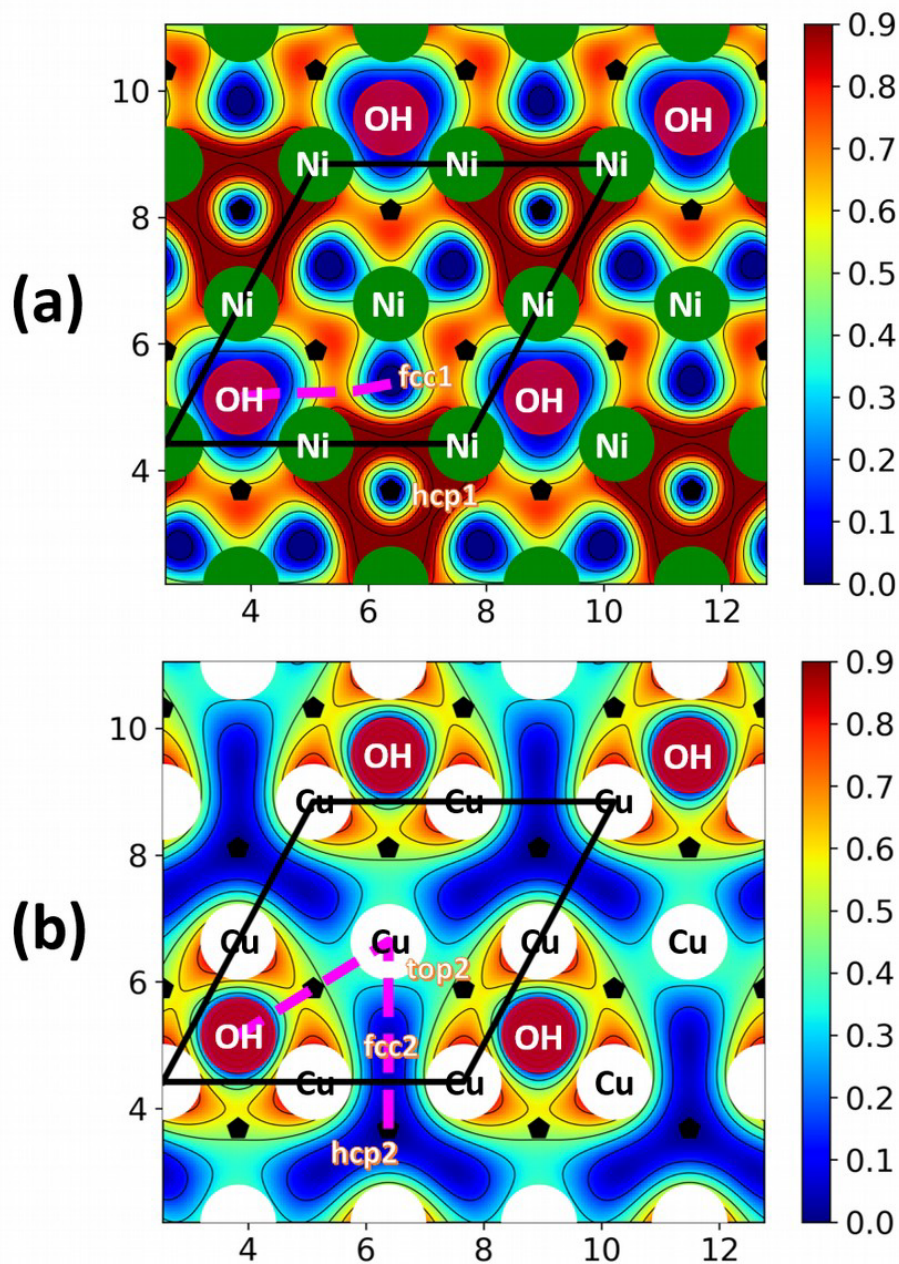 (a)
10
8
6
4
4 6 8 10 12
OH OH
Ni Ni Ni
Ni Ni Ni Ni
OH fcc1 OH
Ni Ni Ni
hcp1
0.9
0.8
0.7
0.6
0.5
0.4
0.3
0.2
0.1
0.0
(b)
10
8
6
4
4 6 8 10 12
OH OH
Cu Cu Cu
Cu Cu Cu Cu
top2
OH fcc2 OH
Cu Cu Cu
hcp2
0.9
0.8
0.7
0.6
0.5
0.4
0.3
0.2
0.1
0.0